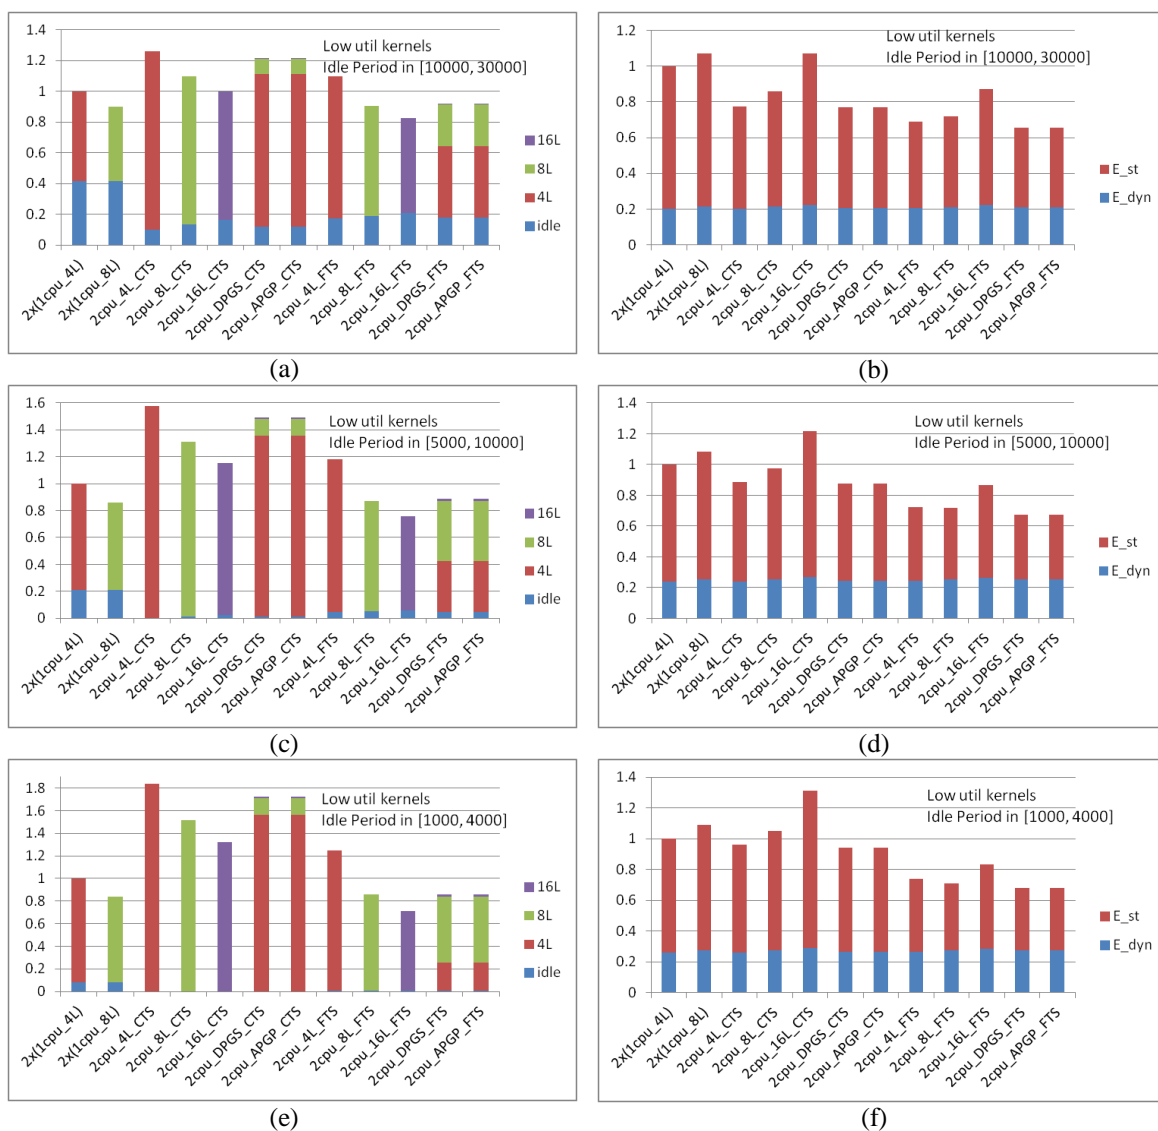 1.4
1.2
1
0.8
0.6
0.4
0.2
0
Low util kernels
Idle Period in [10000, 30000]
16L
8L
4L
idle
2x(1cpu_4L)
2x(1cpu_8L)
2cpu_4L_CTS
2cpu_8L_CTS
2cpu_16L_CTS
2cpu_DPGS_CTS
2cpu_APGP_CTS
2cpu_4L_FTS
2cpu_8L_FTS
2cpu_16L_FTS
2cpu_DPGS_FTS
2cpu_APGP_FTS
(a)
1.2
1
0.8
0.6
0.4
0.2
0
Low util kernels
Idle Period in [10000, 30000]
E_st
E_dyn
2x(1cpu_4L)
2x(1cpu_8L)
2cpu_4L_CTS
2cpu_8L_CTS
2cpu_16L_CTS
2cpu_DPGS_CTS
2cpu_APGP_CTS
2cpu_4L_FTS
2cpu_8L_FTS
2cpu_16L_FTS
2cpu_DPGS_FTS
2cpu_APGP_FTS
(b)
1.6
1.4
1.2
1
0.8
0.6
0.4
0.2
0
Low util kernels
Idle Period in [5000, 10000]
16L
8L
4L
idle
2x(1cpu_4L)
2x(1cpu_8L)
2cpu_4L_CTS
2cpu_8L_CTS
2cpu_16L_CTS
2cpu_DPGS_CTS
2cpu_APGP_CTS
2cpu_4L_FTS
2cpu_8L_FTS
2cpu_16L_FTS
2cpu_DPGS_FTS
2cpu_APGP_FTS
(c)
1.4
1.2
1
0.8
0.6
0.4
0.2
0
Low util kernels
Idle Period in [5000, 10000]
E_st
E_dyn
2x(1cpu_4L)
2x(1cpu_8L)
2cpu_4L_CTS
2cpu_8L_CTS
2cpu_16L_CTS
2cpu_DPGS_CTS
2cpu_APGP_CTS
2cpu_4L_FTS
2cpu_8L_FTS
2cpu_16L_FTS
2cpu_DPGS_FTS
2cpu_APGP_FTS
(d)
1.8
1.6
1.4
1.2
1
0.8
0.6
0.4
0.2
0
Low util kernels
Idle Period in [1000, 4000]
16L
8L
4L
idle
2x(1cpu_4L)
2x(1cpu_8L)
2cpu_4L_CTS
2cpu_8L_CTS
2cpu_16L_CTS
2cpu_DPGS_CTS
2cpu_APGP_CTS
2cpu_4L_FTS
2cpu_8L_FTS
2cpu_16L_FTS
2cpu_DPGS_FTS
2cpu_APGP_FTS
(e)
1.4
1.2
1
0.8
0.6
0.4
0.2
0
Low util kernels
Idle Period in [1000, 4000]
E_st
E_dyn
2x(1cpu_4L)
2x(1cpu_8L)
2cpu_4L_CTS
2cpu_8L_CTS
2cpu_16L_CTS
2cpu_DPGS_CTS
2cpu_APGP_CTS
2cpu_4L_FTS
2cpu_8L_FTS
2cpu_16L_FTS
2cpu_DPGS_FTS
2cpu_APGP_FTS
(f)